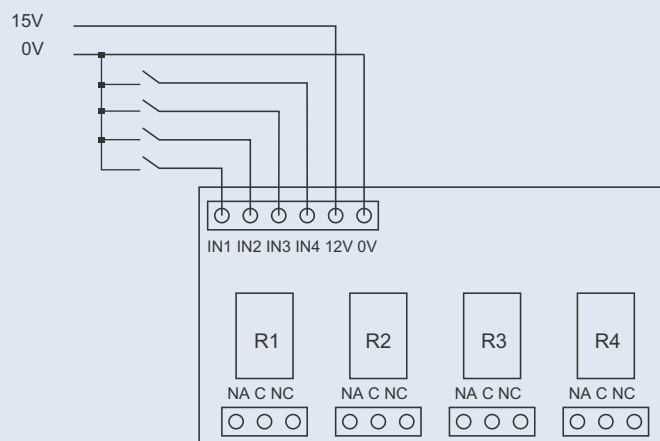 15V
0V
IN1 IN2 IN3 IN4 12V 0V
R1 R2 R3 R4
NA C NC NA C NC NA C NC NA C NC